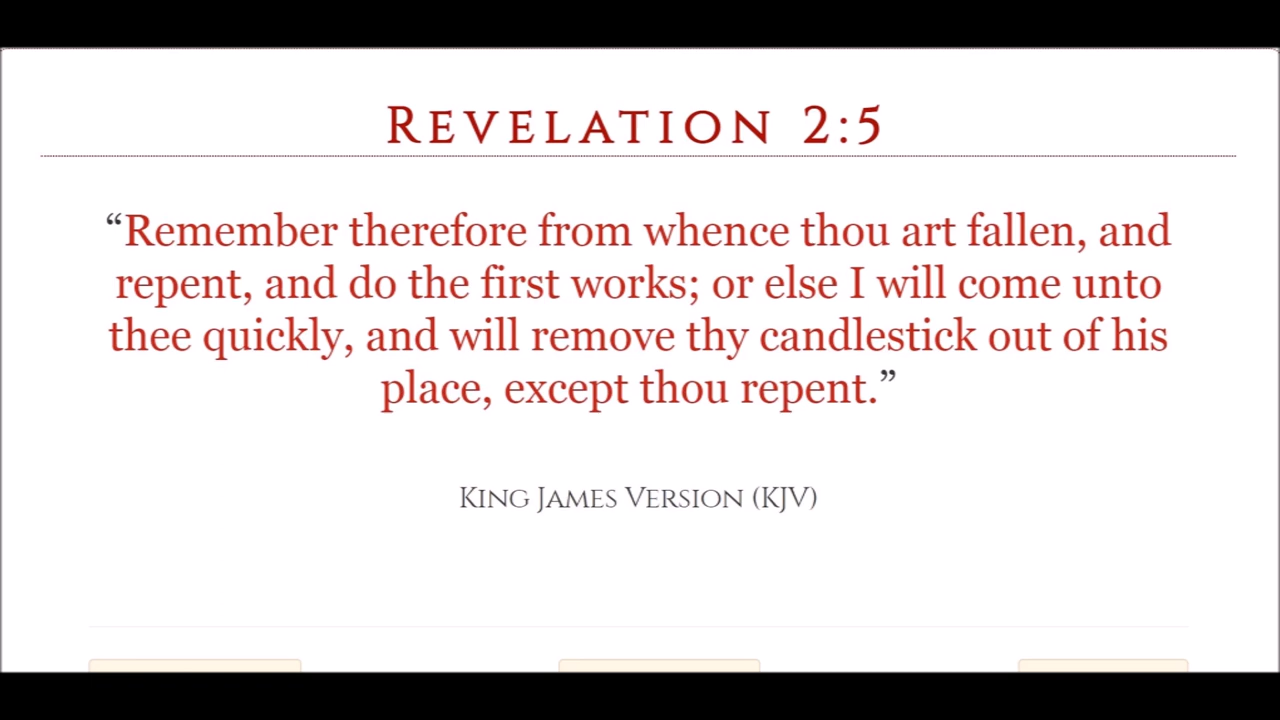 Revelation 2:5
“Remember therefore from whence thou art fallen, and
repent, and do the first works; or else I will come unto
thee quickly, and will remove thy candlestick out of his
place, except thou repent.”
King James Version (KJV)